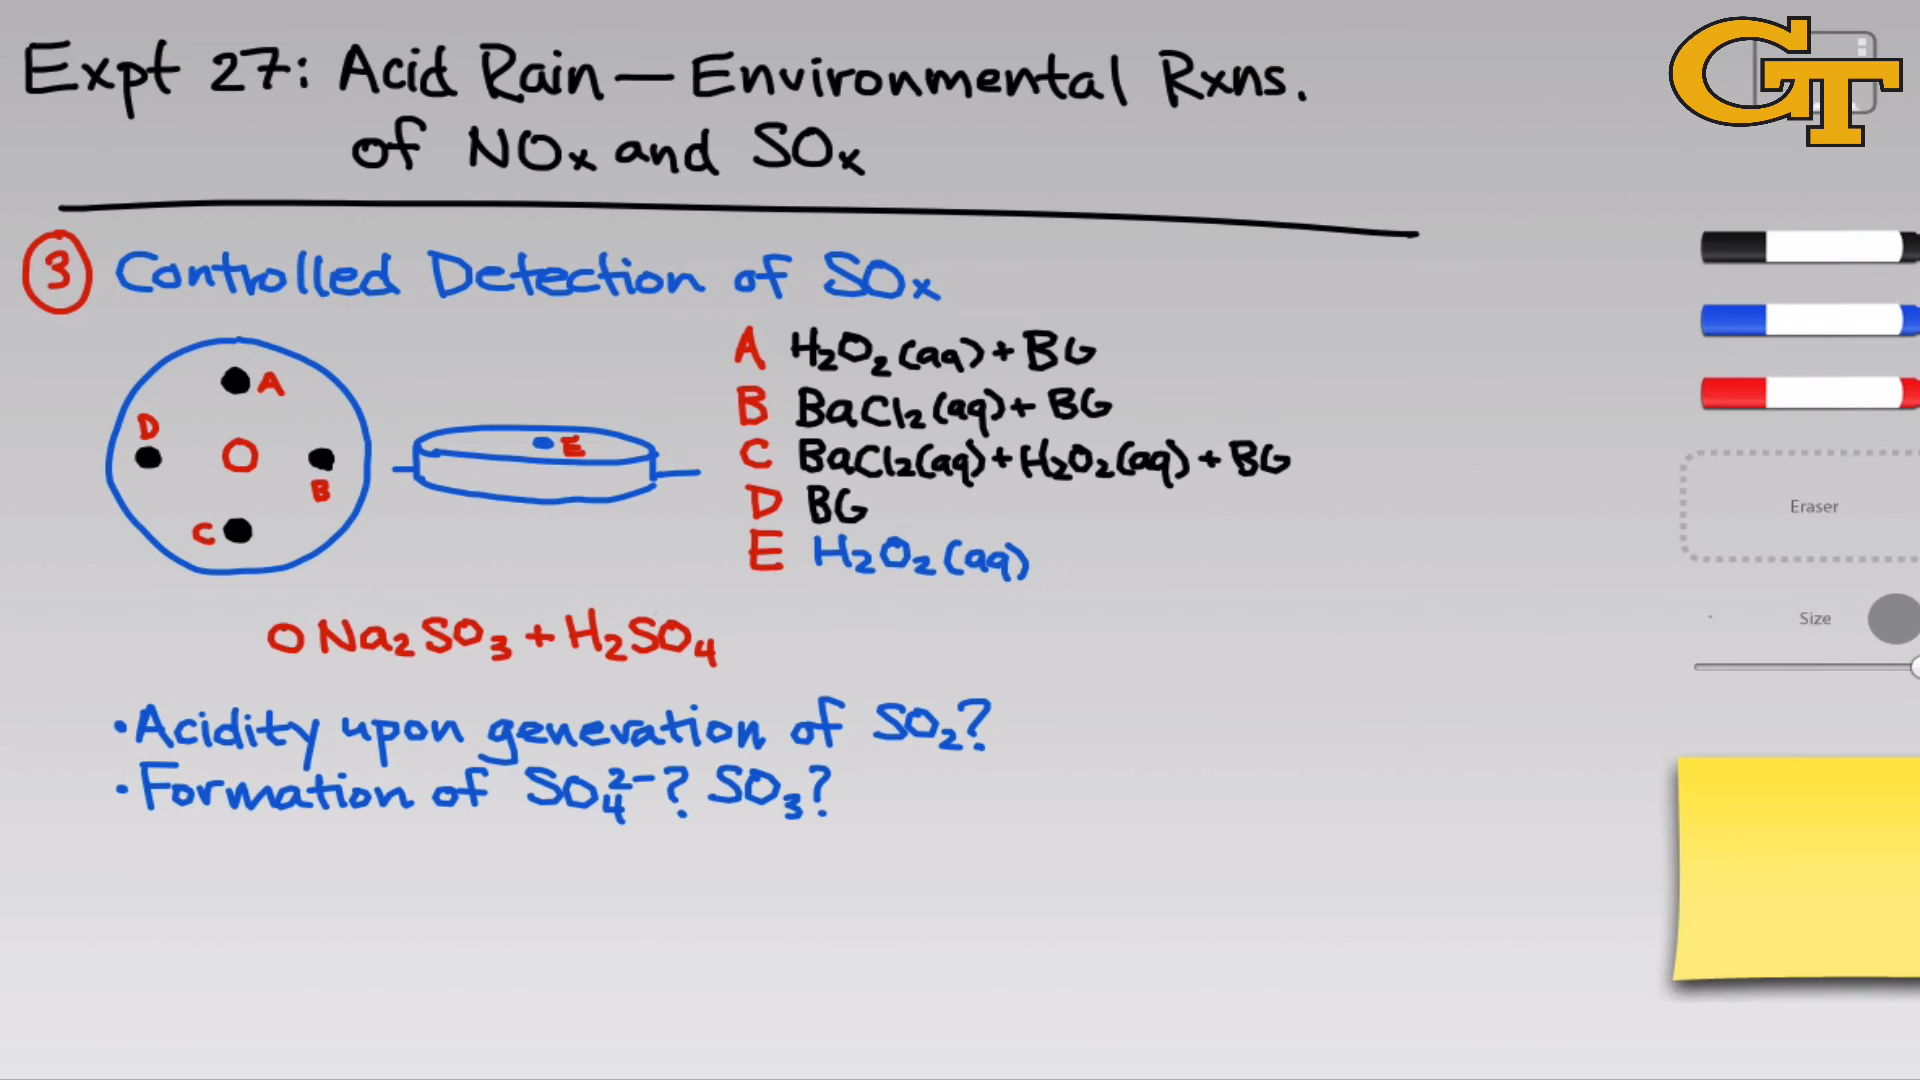 Expt 27: Acid Rain — Environmental Rxns.
of NOx and SOx
GT
3 Controlled Detection of SOx
A
D
B
C
E
A H₂O₂(aq) + BG
B BaCl₂(aq) + BG
C BaCl₂(aq) + H₂O₂(aq) + BG
D BG
E H₂O₂(aq)
O Na₂SO₃ + H₂SO₄
• Acidity upon generation of SO₂?
• Formation of SO₄²⁻? SO₃?
Eraser
Size